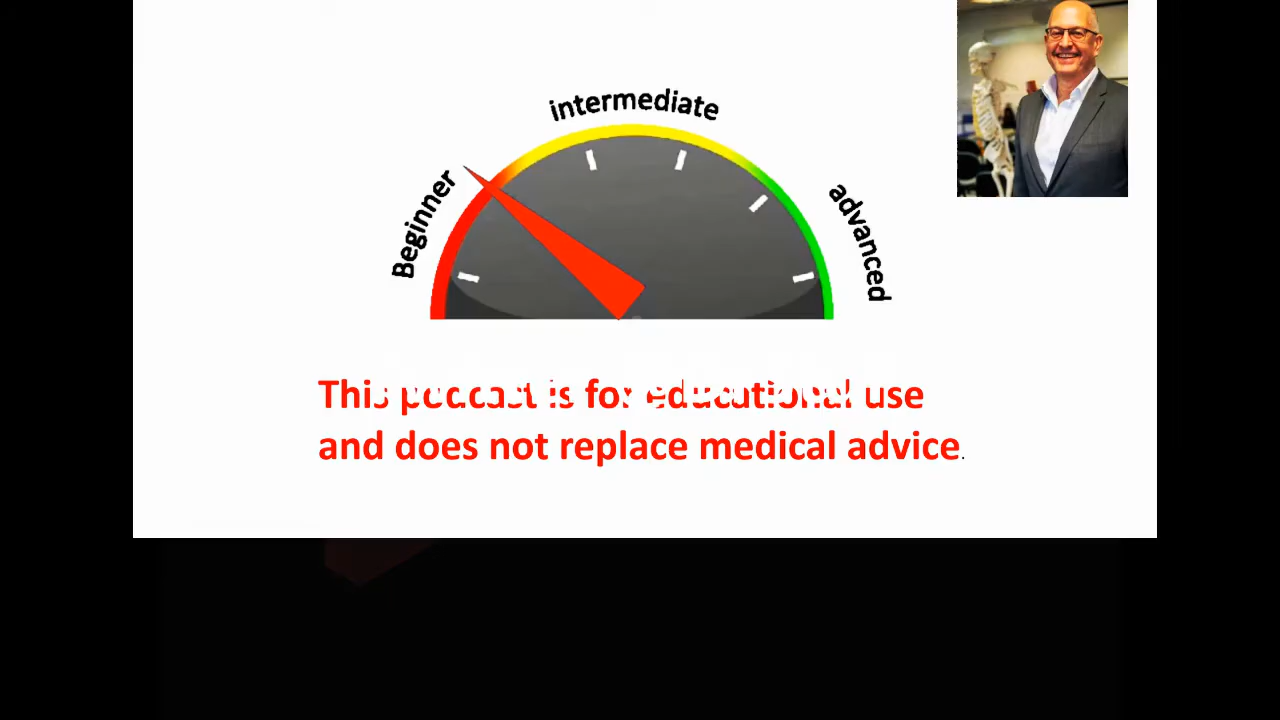 intermediate
Beginner
advanced
This podcast is for educational use
and does not replace medical advice.